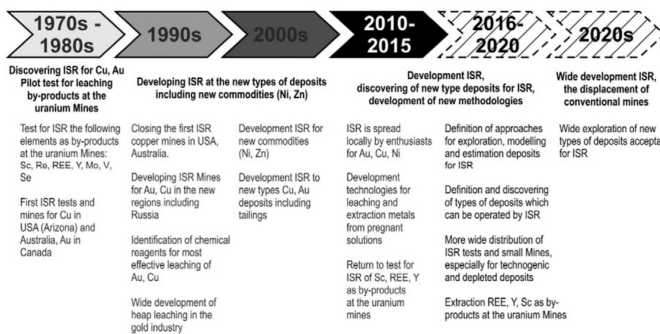 1970s -
1980s
1990s
2000s
2010-
2015
2016-
2020
2020s
Discovering ISR for Cu, Au
Pilot test for leaching
by-products at the
uranium Mines
Developing ISR at the new types of deposits
including new commodities (Ni, Zn)
Development ISR,
discovering of new type deposits for ISR,
development of new methodologies
Wide development ISR,
the displacement of
conventional mines
Test for ISR the following
elements as by-products
at the uranium Mines:
Sc, Re, REE, Y, Mo, V,
Se
First ISR tests and
mines for Cu in
USA (Arizona) and
Australia, Au in
Canada
Closing the first ISR
copper mines in USA,
Australia.
Developing ISR Mines
for Au, Cu in the new
regions including
Russia
Identification of chemical
reagents for most
effective leaching of
Au, Cu
Wide development of
heap leaching in the
gold industry
Development ISR for
new commodities
(Ni, Zn)
Development ISR to
new types Cu, Au
deposits including
tailings
ISR is spread
locally by enthusiasts
for Au, Cu, Ni
Development
technologies for
leaching and
extraction metals
from pregnant
solutions
Return to test for
ISR of Sc, REE, Y
as by-products
at the uranium
mines
Definition of approaches
for exploration, modelling
and estimation deposits
for ISR
Definition and discovering
of types of deposits which
can be operated by ISR
More wide distribution of
ISR tests and small Mines,
especially for technogenic
and depleted deposits
Extraction REE, Y, Sc as by-
products at the uranium Mines
Wide exploration of new
types of deposits accepta
for ISR